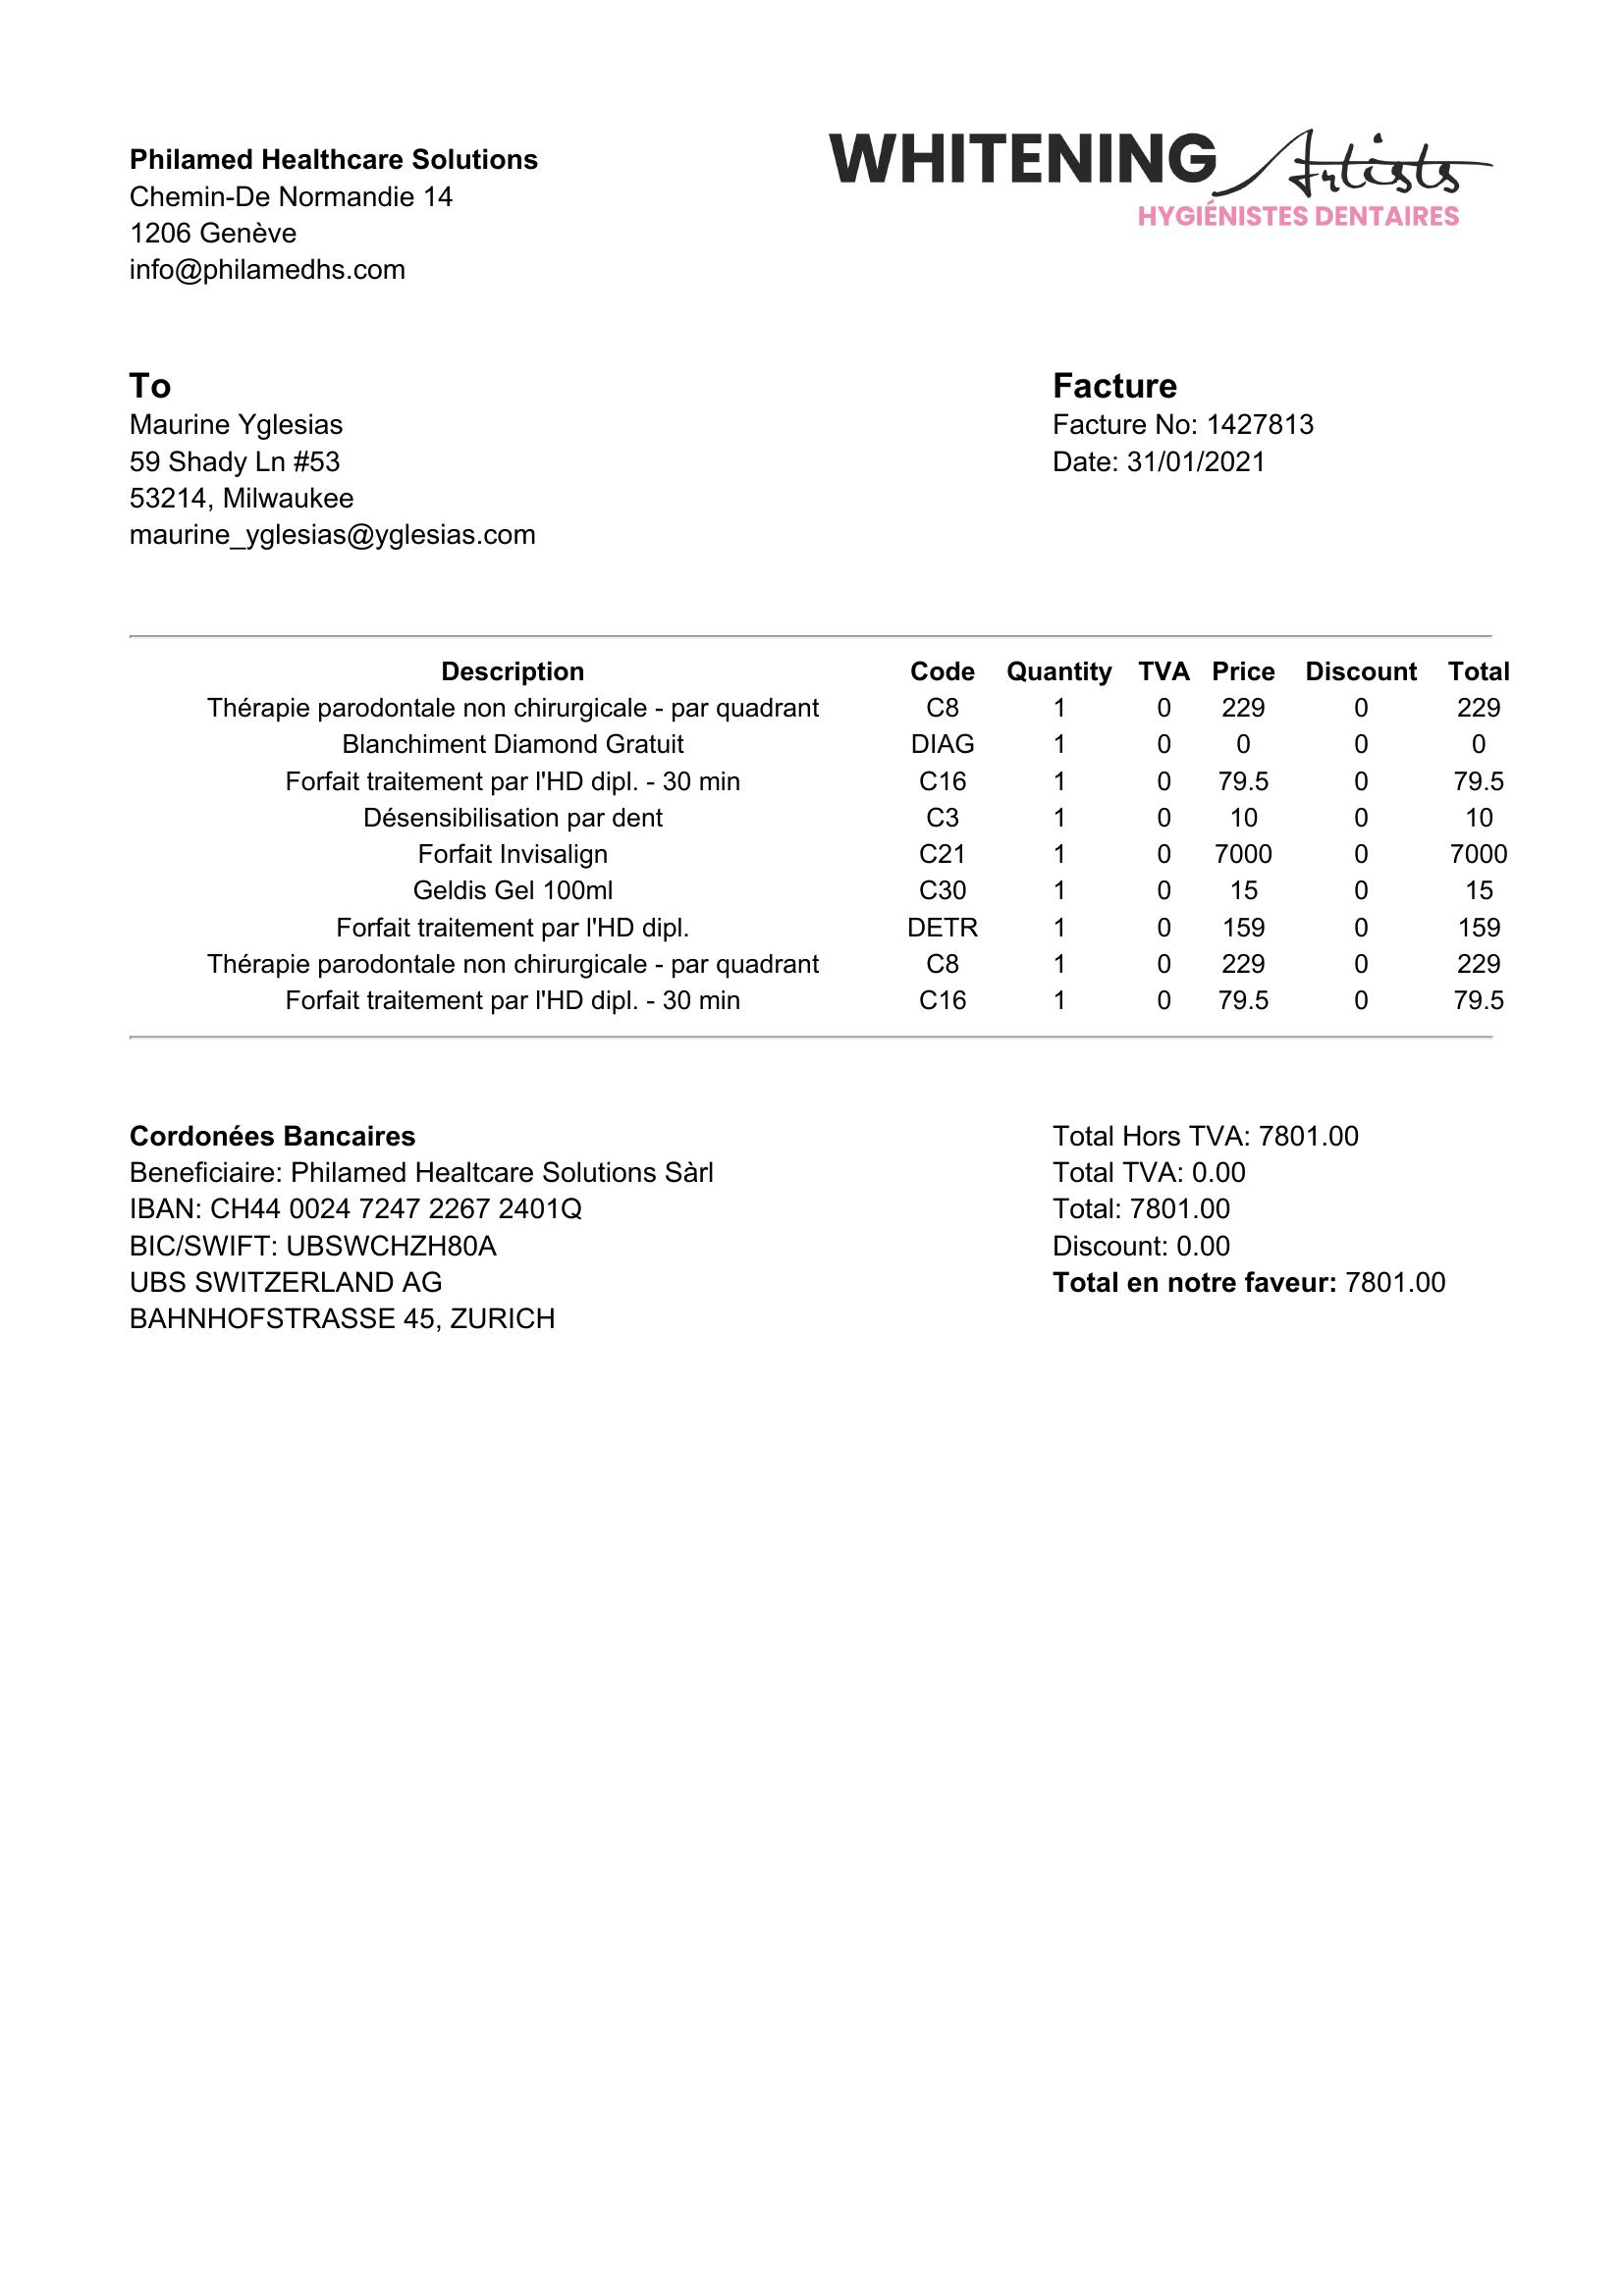 Philamed Healthcare Solutions
Chemin-De Normandie 14
1206 Genève
info@philamedhs.com
WHITENING Artists
HYGIÉNISTES DENTAIRES
To
Maurine Yglesias
59 Shady Ln #53
53214, Milwaukee
maurine_yglesias@yglesias.com
Facture
Facture No: 1427813
Date: 31/01/2021
Description Code Quantity TVA Price Discount Total
Thérapie parodontale non chirurgicale - par quadrant C8 1 0 229 0 229
Blanchiment Diamond Gratuit DIAG 1 0 0 0 0
Forfait traitement par l'HD dipl. - 30 min C16 1 0 79.5 0 79.5
Désensibilisation par dent C3 1 0 10 0 10
Forfait Invisalign C21 1 0 7000 0 7000
Geldis Gel 100ml C30 1 0 15 0 15
Forfait traitement par l'HD dipl. DETR 1 0 159 0 159
Thérapie parodontale non chirurgicale - par quadrant C8 1 0 229 0 229
Forfait traitement par l'HD dipl. - 30 min C16 1 0 79.5 0 79.5
Cordonées Bancaires
Beneficiaire: Philamed Healtcare Solutions Sàrl
IBAN: CH44 0024 7247 2267 2401Q
BIC/SWIFT: UBSWCHZH80A
UBS SWITZERLAND AG
BAHNHOFSTRASSE 45, ZURICH
Total Hors TVA: 7801.00
Total TVA: 0.00
Total: 7801.00
Discount: 0.00
Total en notre faveur: 7801.00